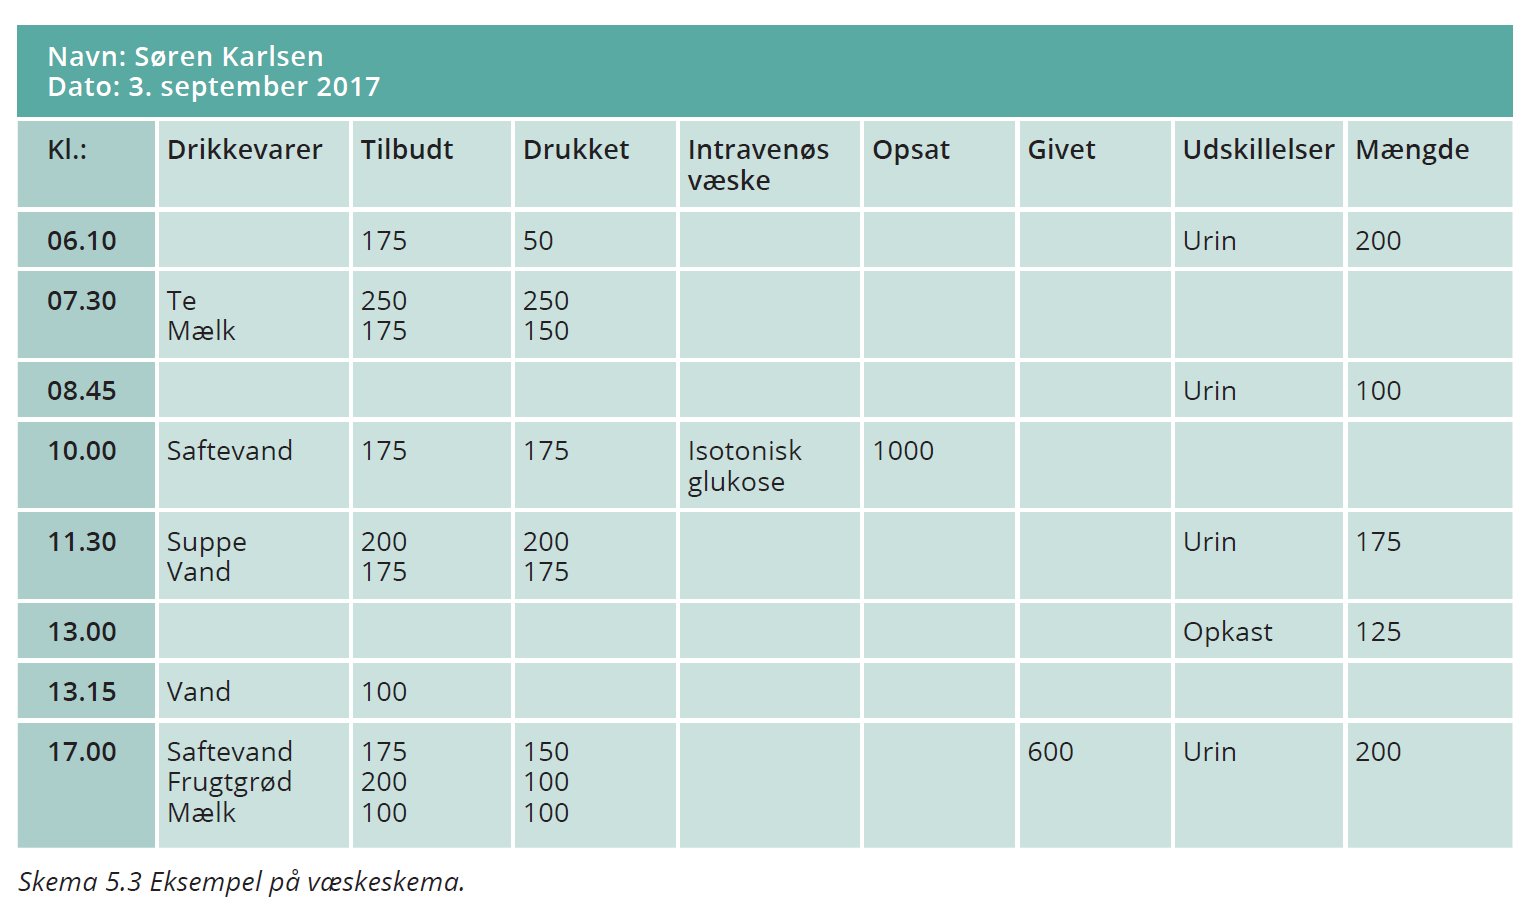 Navn: Søren Karlsen
Dato: 3. september 2017
Kl.: Drikkevarer Tilbudt Drukket Intravenøs væske Opsat Givet Udskillelser Mængde
06.10 175 50 Urin 200
07.30 Te 250 250
Mælk 175 150
08.45 Urin 100
10.00 Saftevand 175 175 Isotonisk glukose 1000
11.30 Suppe 200 200 Urin 175
Vand 175 175
13.00 Opkast 125
13.15 Vand 100
17.00 Saftevand 175 150 600 Urin 200
Frugtgrød 200 100
Mælk 100 100
Skema 5.3 Eksempel på væskeskema.